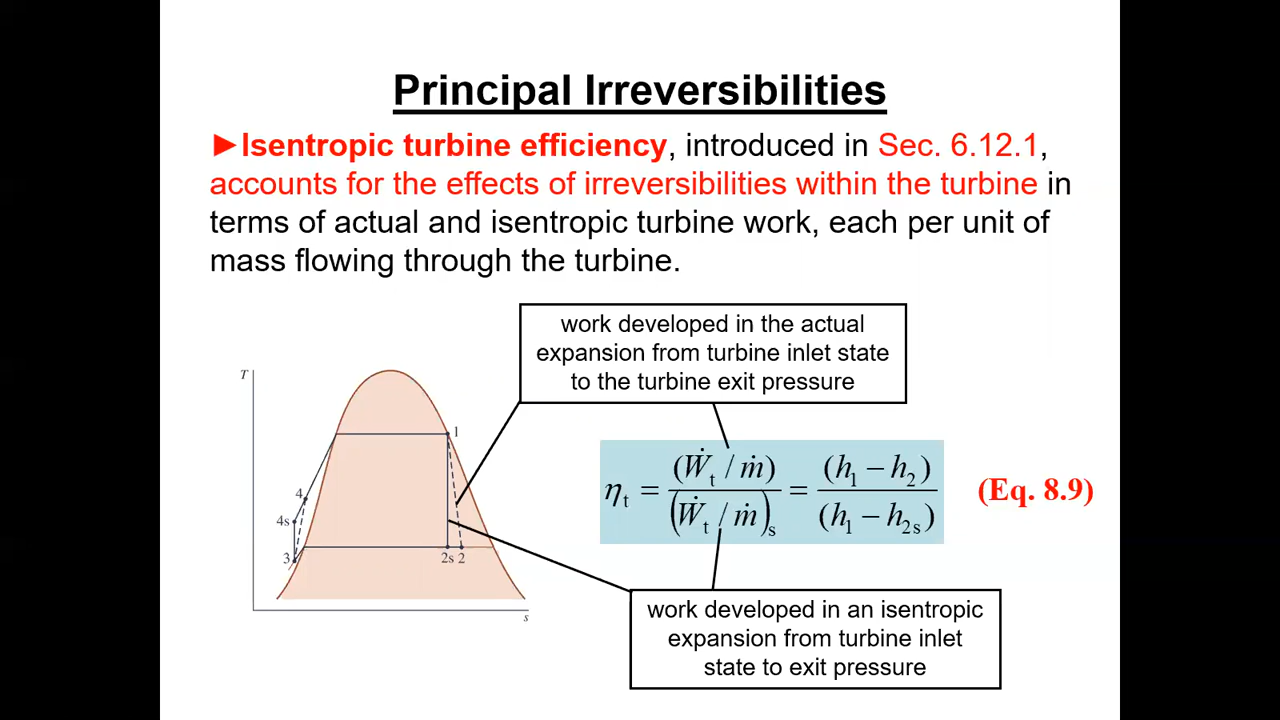 Principal Irreversibilities
►Isentropic turbine efficiency, introduced in Sec. 6.12.1,
accounts for the effects of irreversibilities within the turbine in
terms of actual and isentropic turbine work, each per unit of
mass flowing through the turbine.
work developed in the actual
expansion from turbine inlet state
to the turbine exit pressure
T
1
4
4s
3
2s 2
s
ηt = (Ẇt / ṁ) / (Ẇt / ṁ)s = (h1 − h2) / (h1 − h2s)
(Eq. 8.9)
work developed in an isentropic
expansion from turbine inlet
state to exit pressure